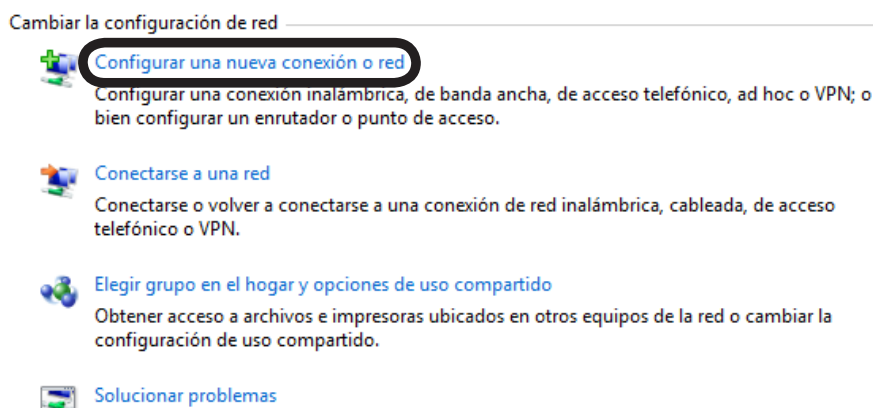 Cambiar la configuración de red
Configurar una nueva conexión o red
Configurar una conexión inalámbrica, de banda ancha, de acceso telefónico, ad hoc o VPN; o
bien configurar un enrutador o punto de acceso.
Conectarse a una red
Conectarse o volver a conectarse a una conexión de red inalámbrica, cableada, de acceso
telefónico o VPN.
Elegir grupo en el hogar y opciones de uso compartido
Obtener acceso a archivos e impresoras ubicados en otros equipos de la red o cambiar la
configuración de uso compartido.
Solucionar problemas